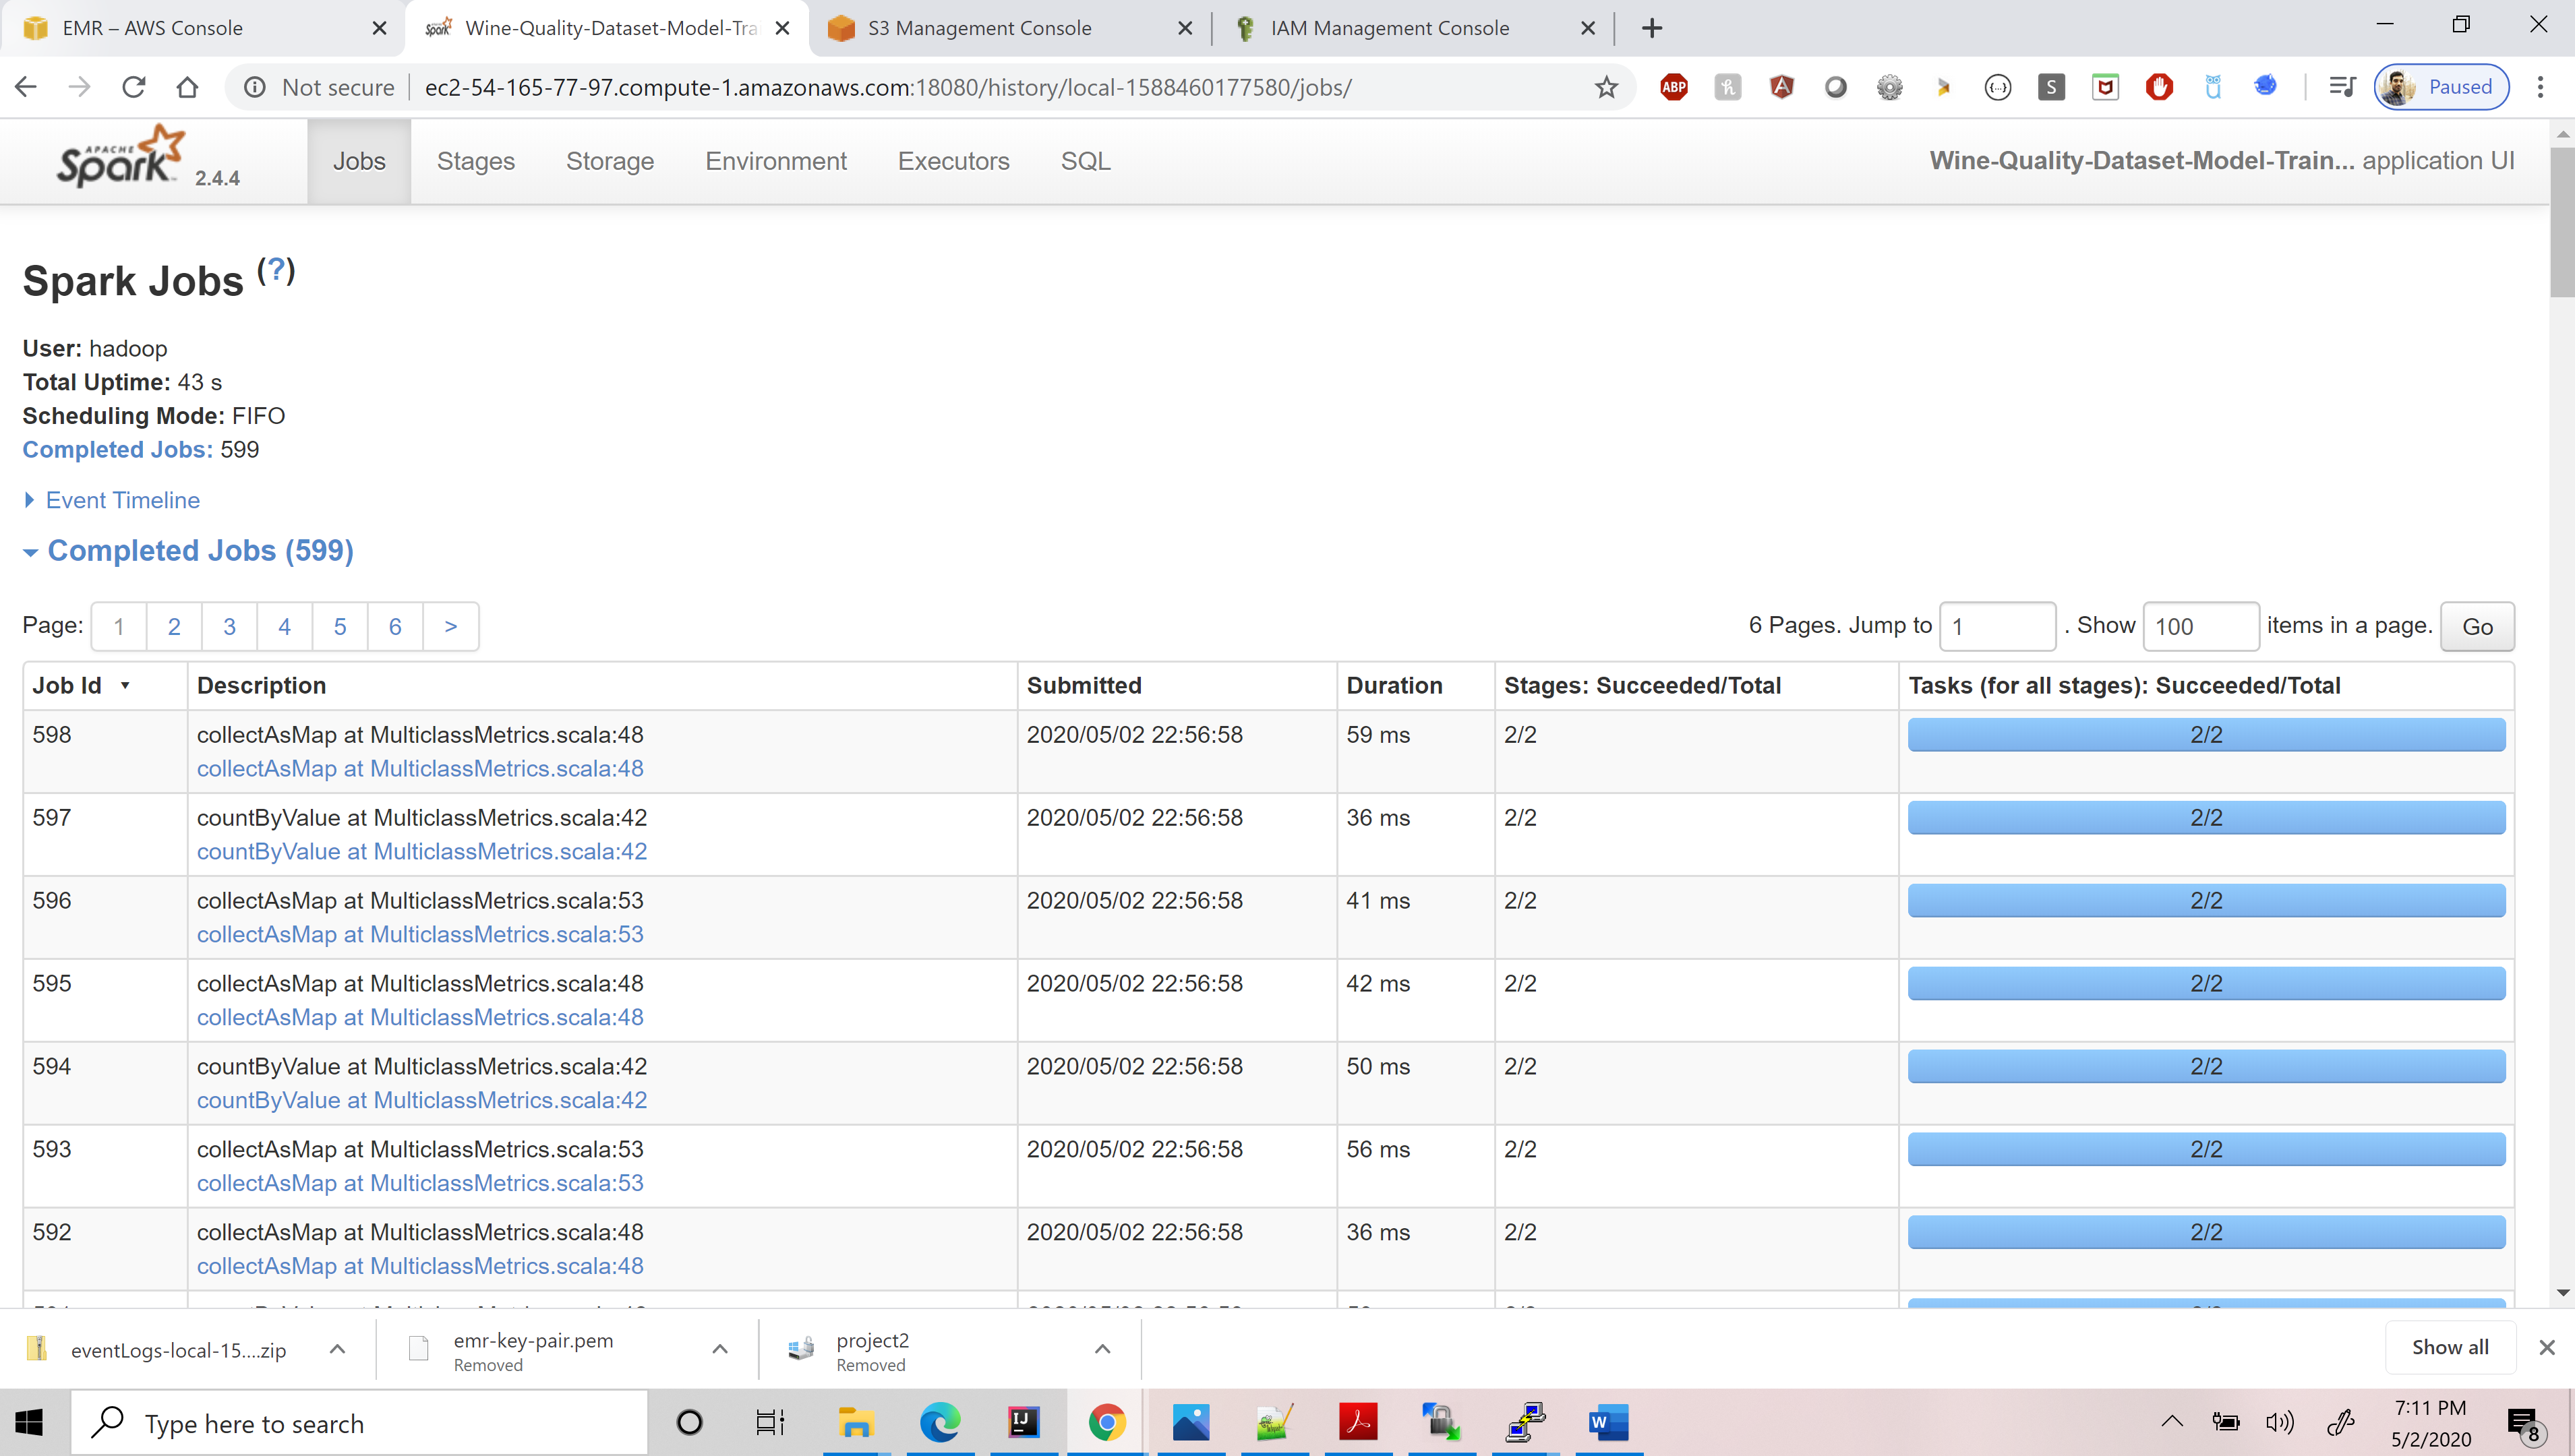 EMR – AWS Console
Wine-Quality-Dataset-Model-Tra
S3 Management Console
IAM Management Console
Not secure
ec2-54-165-77-97.compute-1.amazonaws.com:18080/history/local-1588460177580/jobs/
ABP
S
Paused
APACHE
Spark 2.4.4
Jobs
Stages
Storage
Environment
Executors
SQL
Wine-Quality-Dataset-Model-Train... application UI
Spark Jobs (?)
User: hadoop
Total Uptime: 43 s
Scheduling Mode: FIFO
Completed Jobs: 599
Event Timeline
Completed Jobs (599)
Page: 1 2 3 4 5 6 >
6 Pages. Jump to 1 . Show 100 items in a page. Go
Job Id Description Submitted Duration Stages: Succeeded/Total Tasks (for all stages): Succeeded/Total
598 collectAsMap at MulticlassMetrics.scala:48 2020/05/02 22:56:58 59 ms 2/2 2/2
collectAsMap at MulticlassMetrics.scala:48
597 countByValue at MulticlassMetrics.scala:42 2020/05/02 22:56:58 36 ms 2/2 2/2
countByValue at MulticlassMetrics.scala:42
596 collectAsMap at MulticlassMetrics.scala:53 2020/05/02 22:56:58 41 ms 2/2 2/2
collectAsMap at MulticlassMetrics.scala:53
595 collectAsMap at MulticlassMetrics.scala:48 2020/05/02 22:56:58 42 ms 2/2 2/2
collectAsMap at MulticlassMetrics.scala:48
594 countByValue at MulticlassMetrics.scala:42 2020/05/02 22:56:58 50 ms 2/2 2/2
countByValue at MulticlassMetrics.scala:42
593 collectAsMap at MulticlassMetrics.scala:53 2020/05/02 22:56:58 56 ms 2/2 2/2
collectAsMap at MulticlassMetrics.scala:53
592 collectAsMap at MulticlassMetrics.scala:48 2020/05/02 22:56:58 36 ms 2/2 2/2
collectAsMap at MulticlassMetrics.scala:48
eventLogs-local-15....zip
emr-key-pair.pem
Removed
project2
Removed
Show all
Type here to search
7:11 PM
5/2/2020
8